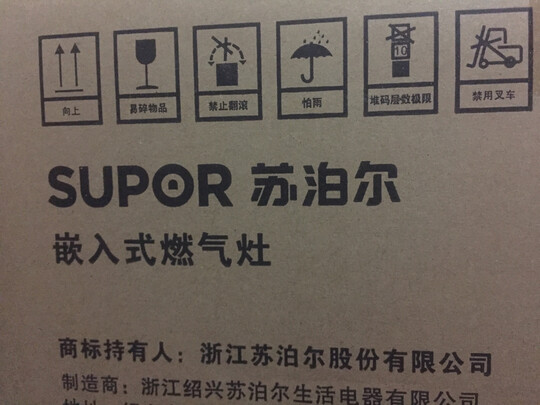 10
向上 易碎物品 禁止翻滚 怕雨 堆码层数极限 禁用叉车
SUPOR 苏泊尔
嵌入式燃气灶
商标持有人：浙江苏泊尔股份有限公司
制造商：浙江绍兴苏泊尔生活电器有限公司